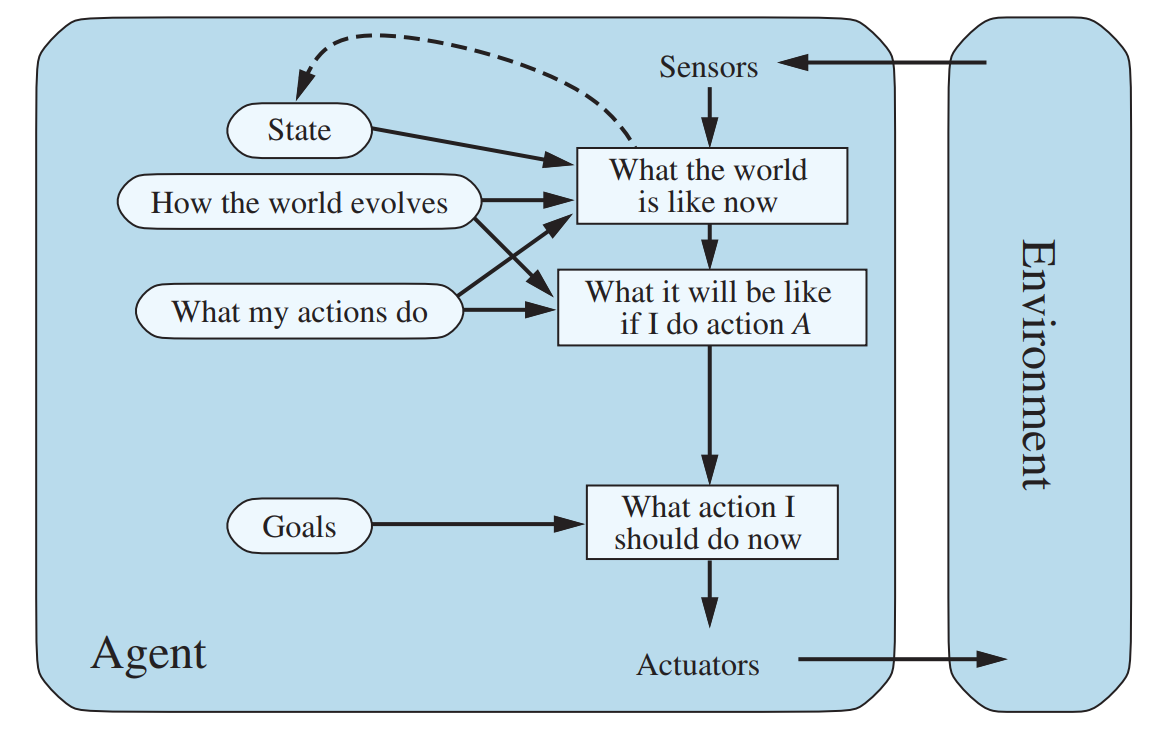 Sensors
State
What the world
is like now
How the world evolves
What my actions do
What it will be like
if I do action A
Environment
Goals
What action I
should do now
Agent
Actuators